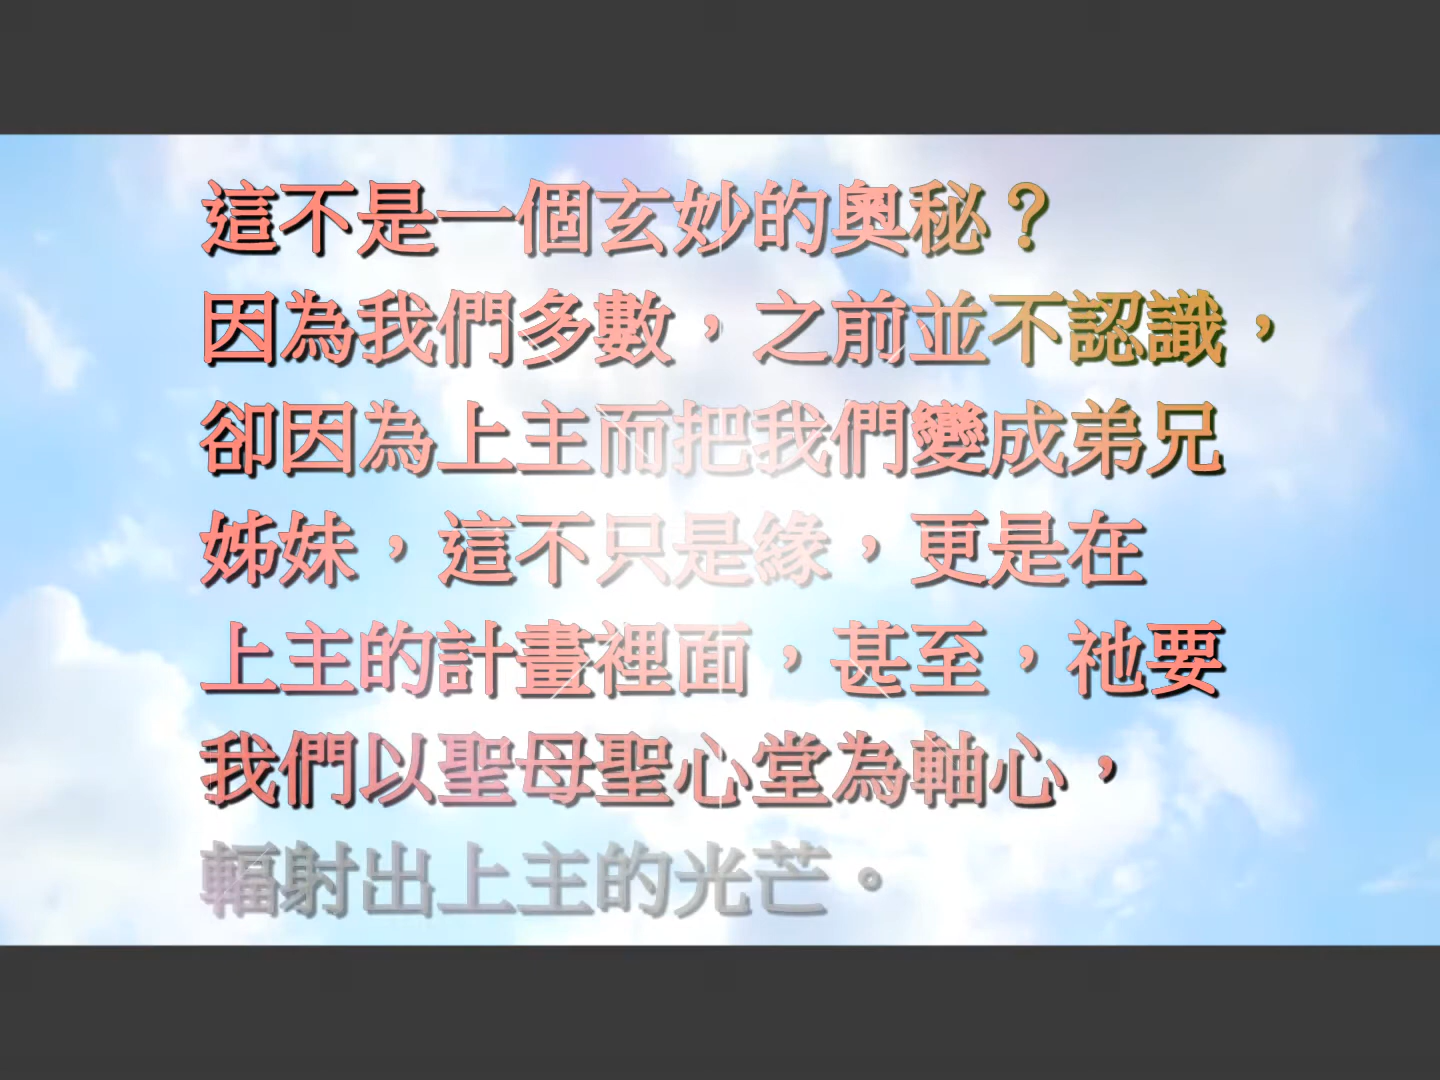 這不是一個玄妙的奧秘？
因為我們多數，之前並不認識，
卻因為上主而把我們變成弟兄
姊妹，這不只是緣，更是在
上主的計畫裡面，甚至，祂要
我們以聖母聖心堂為軸心，
輻射出上主的光芒。